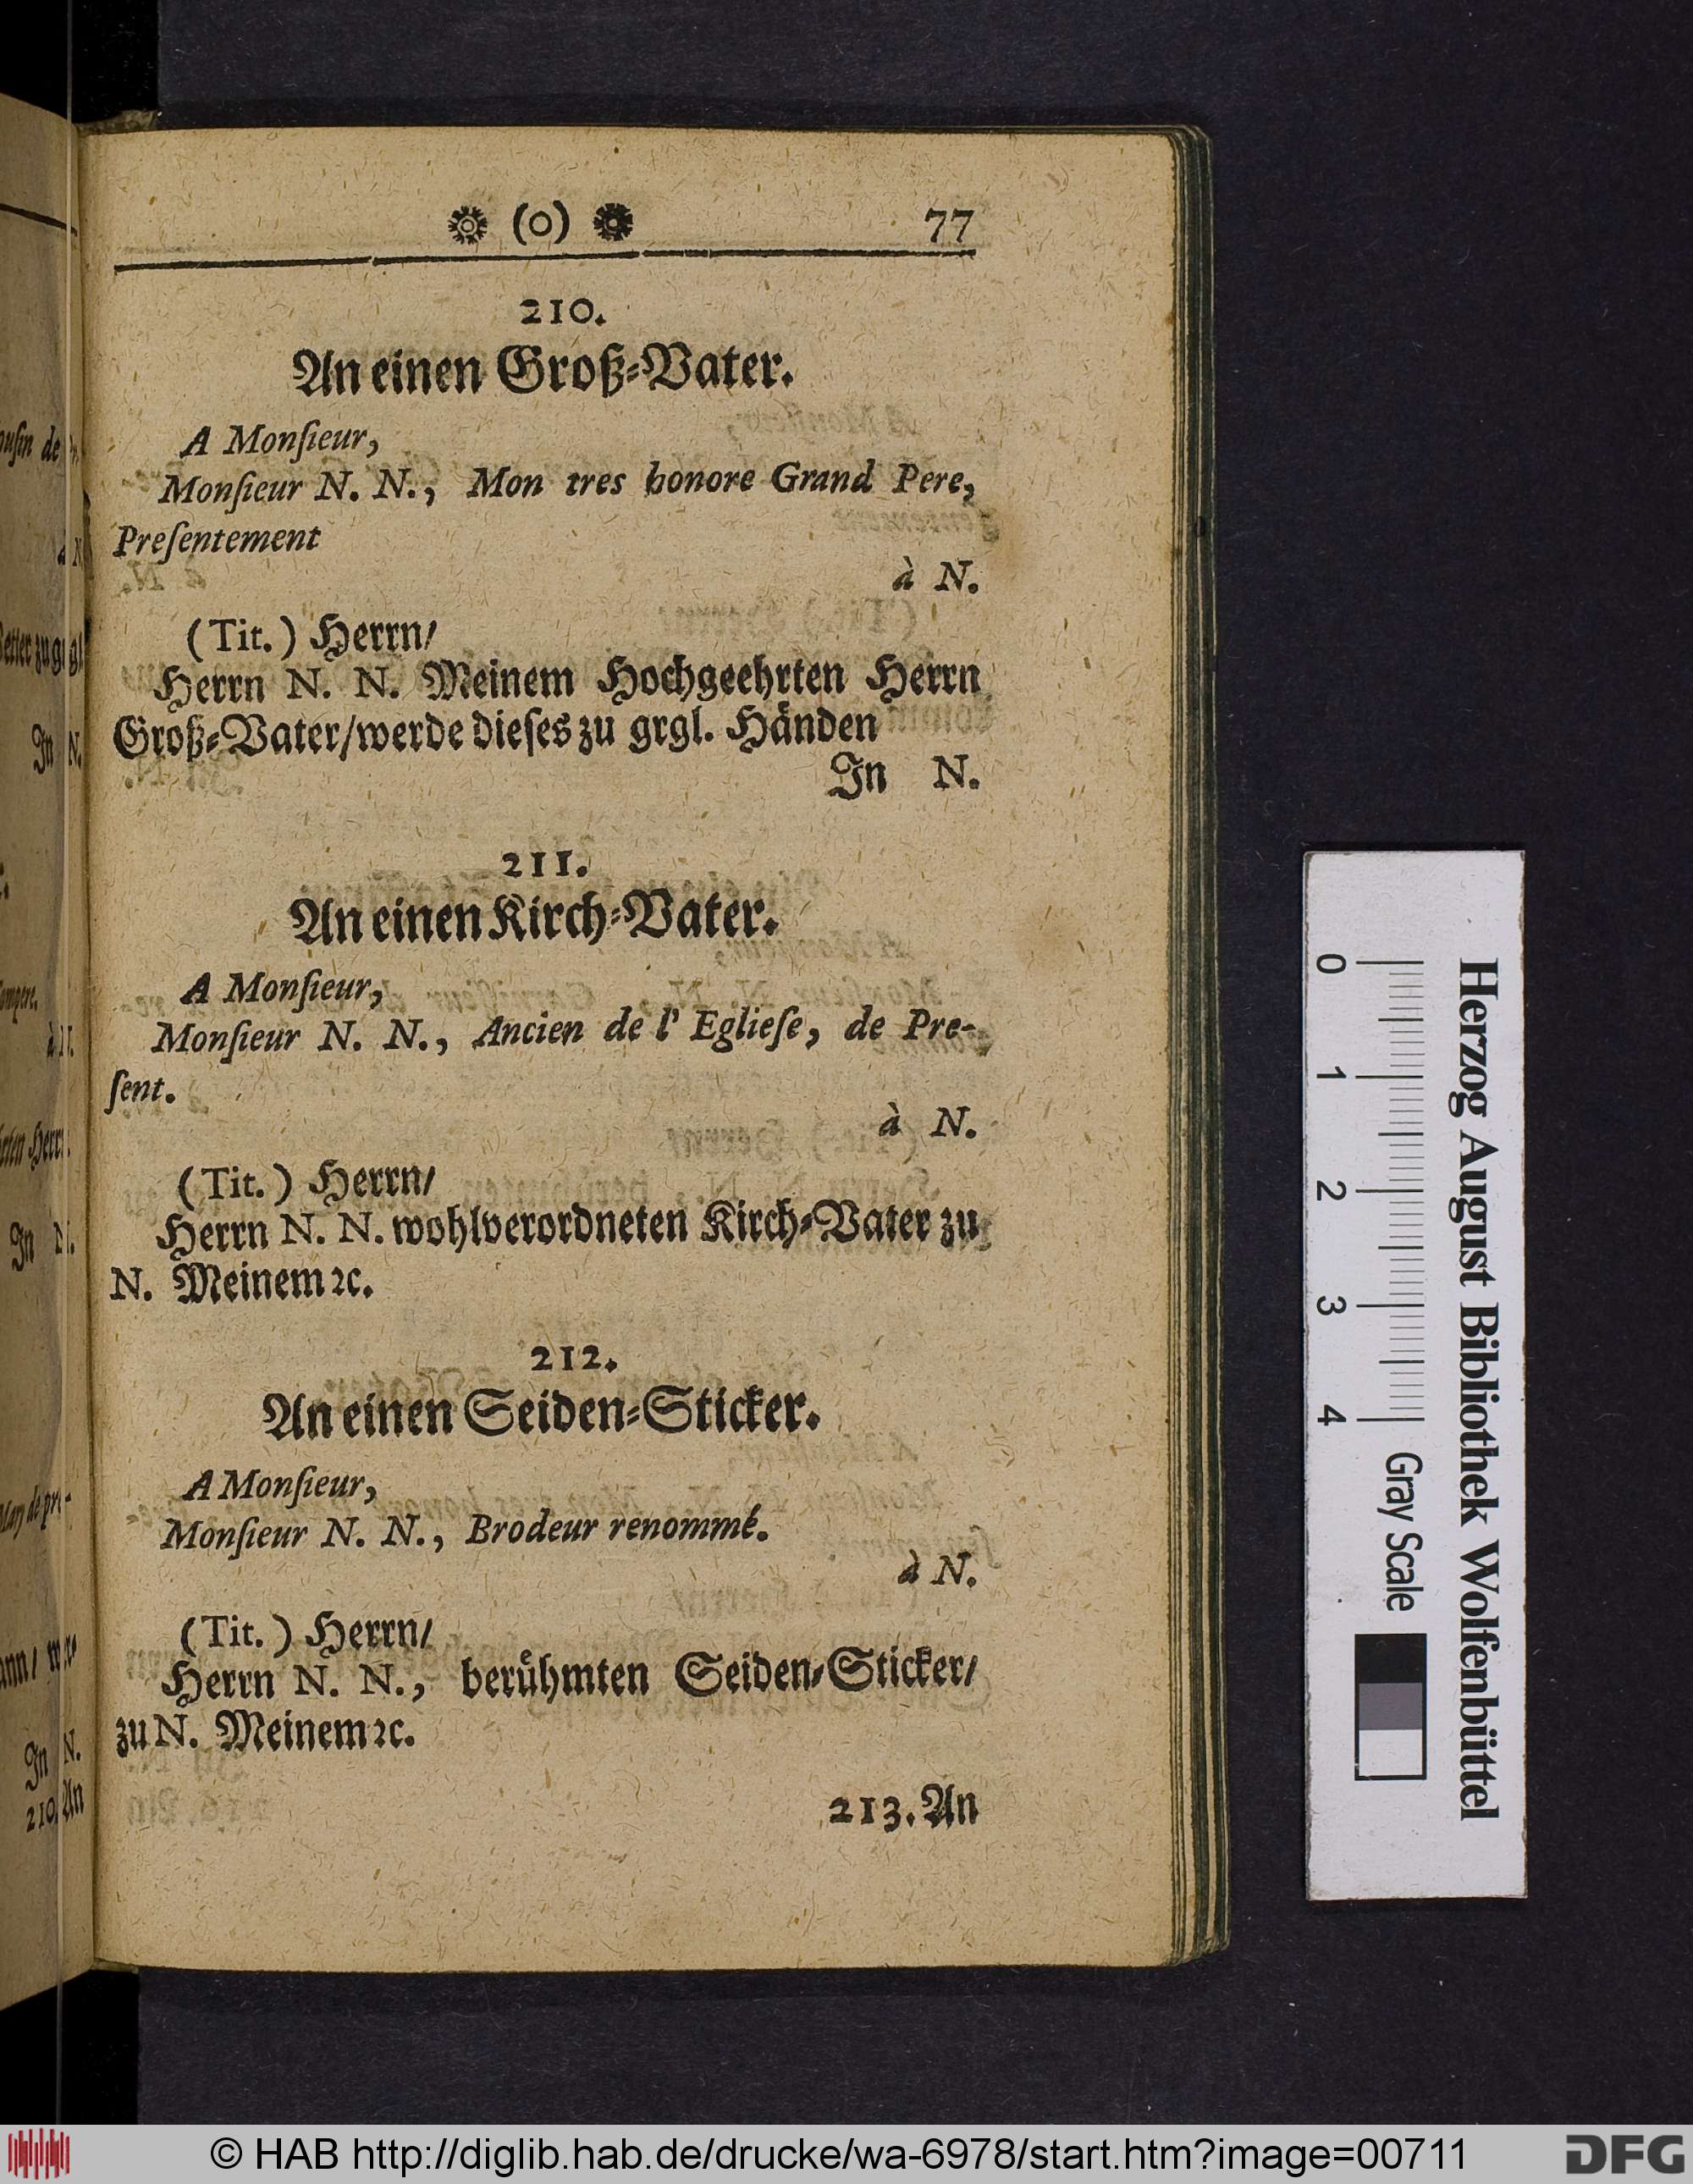 (o) 77
210.
An einen Groß-Vater.
A Monſieur,
Monſieur N. N., Mon tres honore Grand Pere,
Preſentement
à N.
(Tit.) Herrn/
Herrn N. N. Meinem Hochgeehrten Herrn
Groß-Vater/werde dieſes zu grgl. Händen
In N.
211.
An einen Kirch-Vater.
A Monſieur,
Monſieur N. N., Ancien de l' Eglieſe, de Pre-
ſent.
à N.
(Tit.) Herrn/
Herrn N. N. wohlverordneten Kirch-Vater zu
N. Meinem ꝛc.
212.
An einen Seiden-Sticker.
A Monſieur,
Monſieur N. N., Brodeur renommé.
à N.
(Tit.) Herrn/
Herrn N. N., berühmten Seiden-Sticker/
zu N. Meinem ꝛc.
213. An
Herzog August Bibliothek Wolfenbüttel
0 1 2 3 4 Gray Scale
© HAB http://diglib.hab.de/drucke/wa-6978/start.htm?image=00711
DFG